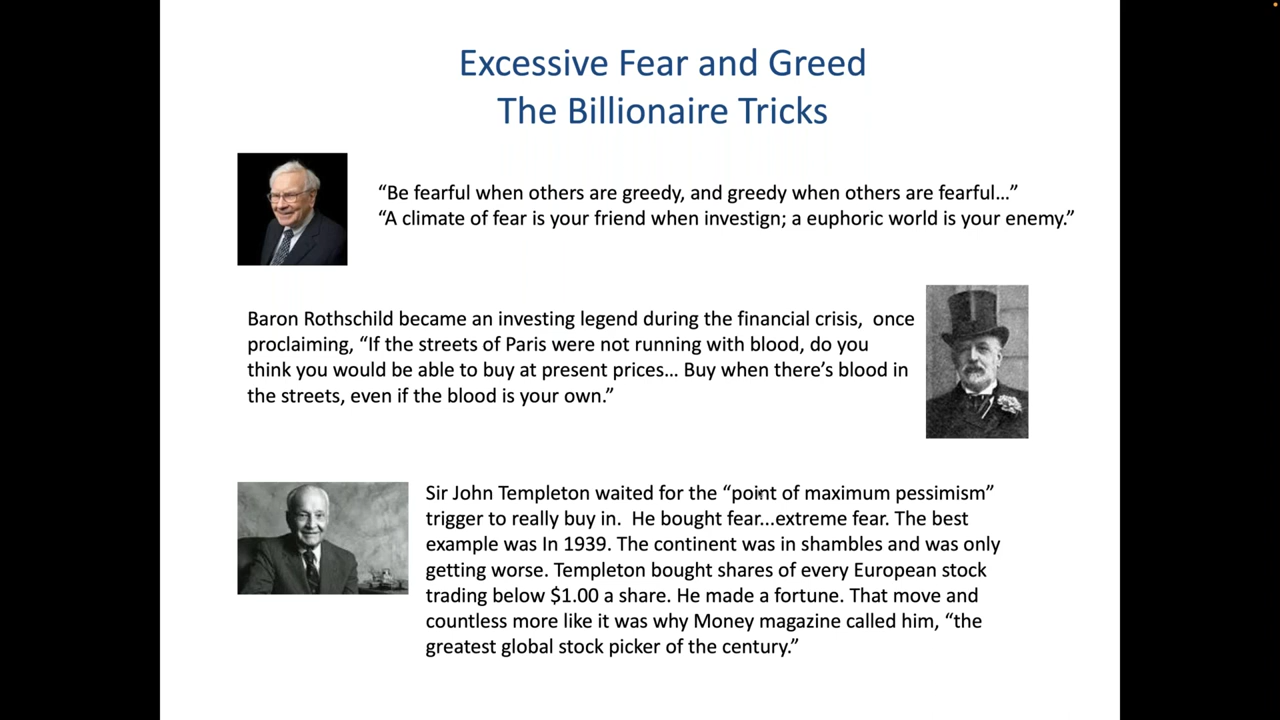 Excessive Fear and Greed
The Billionaire Tricks
“Be fearful when others are greedy, and greedy when others are fearful…”
“A climate of fear is your friend when investign; a euphoric world is your enemy.”
Baron Rothschild became an investing legend during the financial crisis,  once
proclaiming, “If the streets of Paris were not running with blood, do you
think you would be able to buy at present prices… Buy when there’s blood in
the streets, even if the blood is your own.”
Sir John Templeton waited for the “point of maximum pessimism”
trigger to really buy in.  He bought fear...extreme fear. The best
example was In 1939. The continent was in shambles and was only
getting worse. Templeton bought shares of every European stock
trading below $1.00 a share. He made a fortune. That move and
countless more like it was why Money magazine called him, “the
greatest global stock picker of the century.”